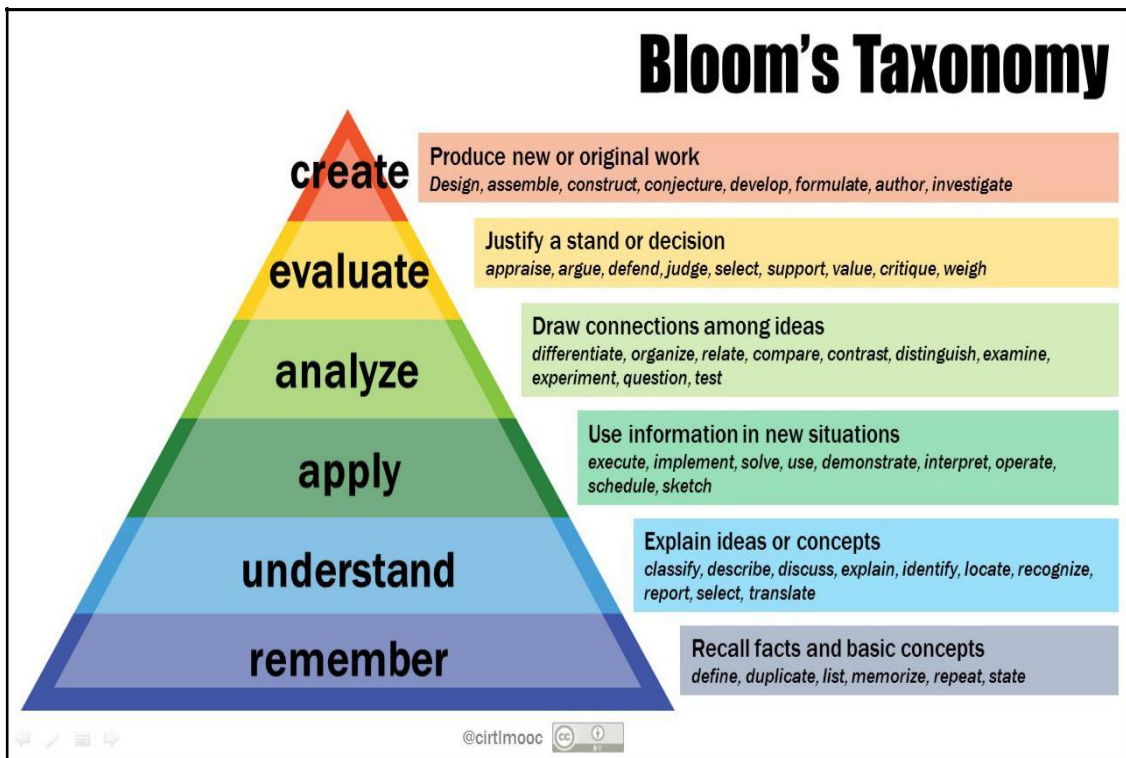 Bloom's Taxonomy
create
Produce new or original work
Design, assemble, construct, conjecture, develop, formulate, author, investigate
evaluate
Justify a stand or decision
appraise, argue, defend, judge, select, support, value, critique, weigh
analyze
Draw connections among ideas
differentiate, organize, relate, compare, contrast, distinguish, examine,
experiment, question, test
apply
Use information in new situations
execute, implement, solve, use, demonstrate, interpret, operate,
schedule, sketch
understand
Explain ideas or concepts
classify, describe, discuss, explain, identify, locate, recognize,
report, select, translate
remember
Recall facts and basic concepts
define, duplicate, list, memorize, repeat, state
@cirtlmooc
cc
BY